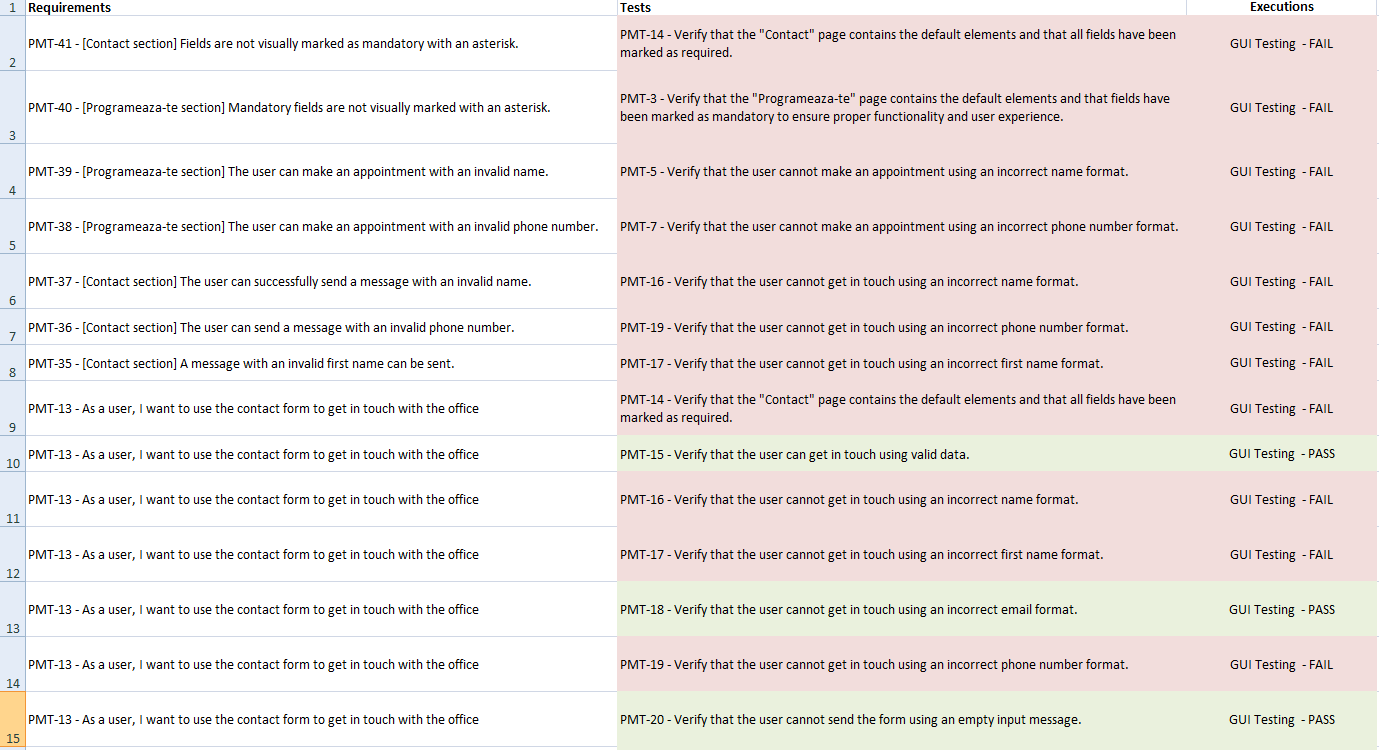 1 Requirements Tests Executions
2 PMT-41 - [Contact section] Fields are not visually marked as mandatory with an asterisk. PMT-14 - Verify that the "Contact" page contains the default elements and that all fields have been
marked as required. GUI Testing - FAIL
3 PMT-40 - [Programeaza-te section] Mandatory fields are not visually marked with an asterisk. PMT-3 - Verify that the "Programeaza-te" page contains the default elements and that fields have
been marked as mandatory to ensure proper functionality and user experience. GUI Testing - FAIL
4 PMT-39 - [Programeaza-te section] The user can make an appointment with an invalid name. PMT-5 - Verify that the user cannot make an appointment using an incorrect name format. GUI Testing - FAIL
5 PMT-38 - [Programeaza-te section] The user can make an appointment with an invalid phone number. PMT-7 - Verify that the user cannot make an appointment using an incorrect phone number format. GUI Testing - FAIL
6 PMT-37 - [Contact section] The user can successfully send a message with an invalid name. PMT-16 - Verify that the user cannot get in touch using an incorrect name format. GUI Testing - FAIL
7 PMT-36 - [Contact section] The user can send a message with an invalid phone number. PMT-19 - Verify that the user cannot get in touch using an incorrect phone number format. GUI Testing - FAIL
8 PMT-35 - [Contact section] A message with an invalid first name can be sent. PMT-17 - Verify that the user cannot get in touch using an incorrect first name format. GUI Testing - FAIL
9 PMT-13 - As a user, I want to use the contact form to get in touch with the office PMT-14 - Verify that the "Contact" page contains the default elements and that all fields have been
marked as required. GUI Testing - FAIL
10 PMT-13 - As a user, I want to use the contact form to get in touch with the office PMT-15 - Verify that the user can get in touch using valid data. GUI Testing - PASS
11 PMT-13 - As a user, I want to use the contact form to get in touch with the office PMT-16 - Verify that the user cannot get in touch using an incorrect name format. GUI Testing - FAIL
12 PMT-13 - As a user, I want to use the contact form to get in touch with the office PMT-17 - Verify that the user cannot get in touch using an incorrect first name format. GUI Testing - FAIL
13 PMT-13 - As a user, I want to use the contact form to get in touch with the office PMT-18 - Verify that the user cannot get in touch using an incorrect email format. GUI Testing - PASS
14 PMT-13 - As a user, I want to use the contact form to get in touch with the office PMT-19 - Verify that the user cannot get in touch using an incorrect phone number format. GUI Testing - FAIL
15 PMT-13 - As a user, I want to use the contact form to get in touch with the office PMT-20 - Verify that the user cannot send the form using an empty input message. GUI Testing - PASS